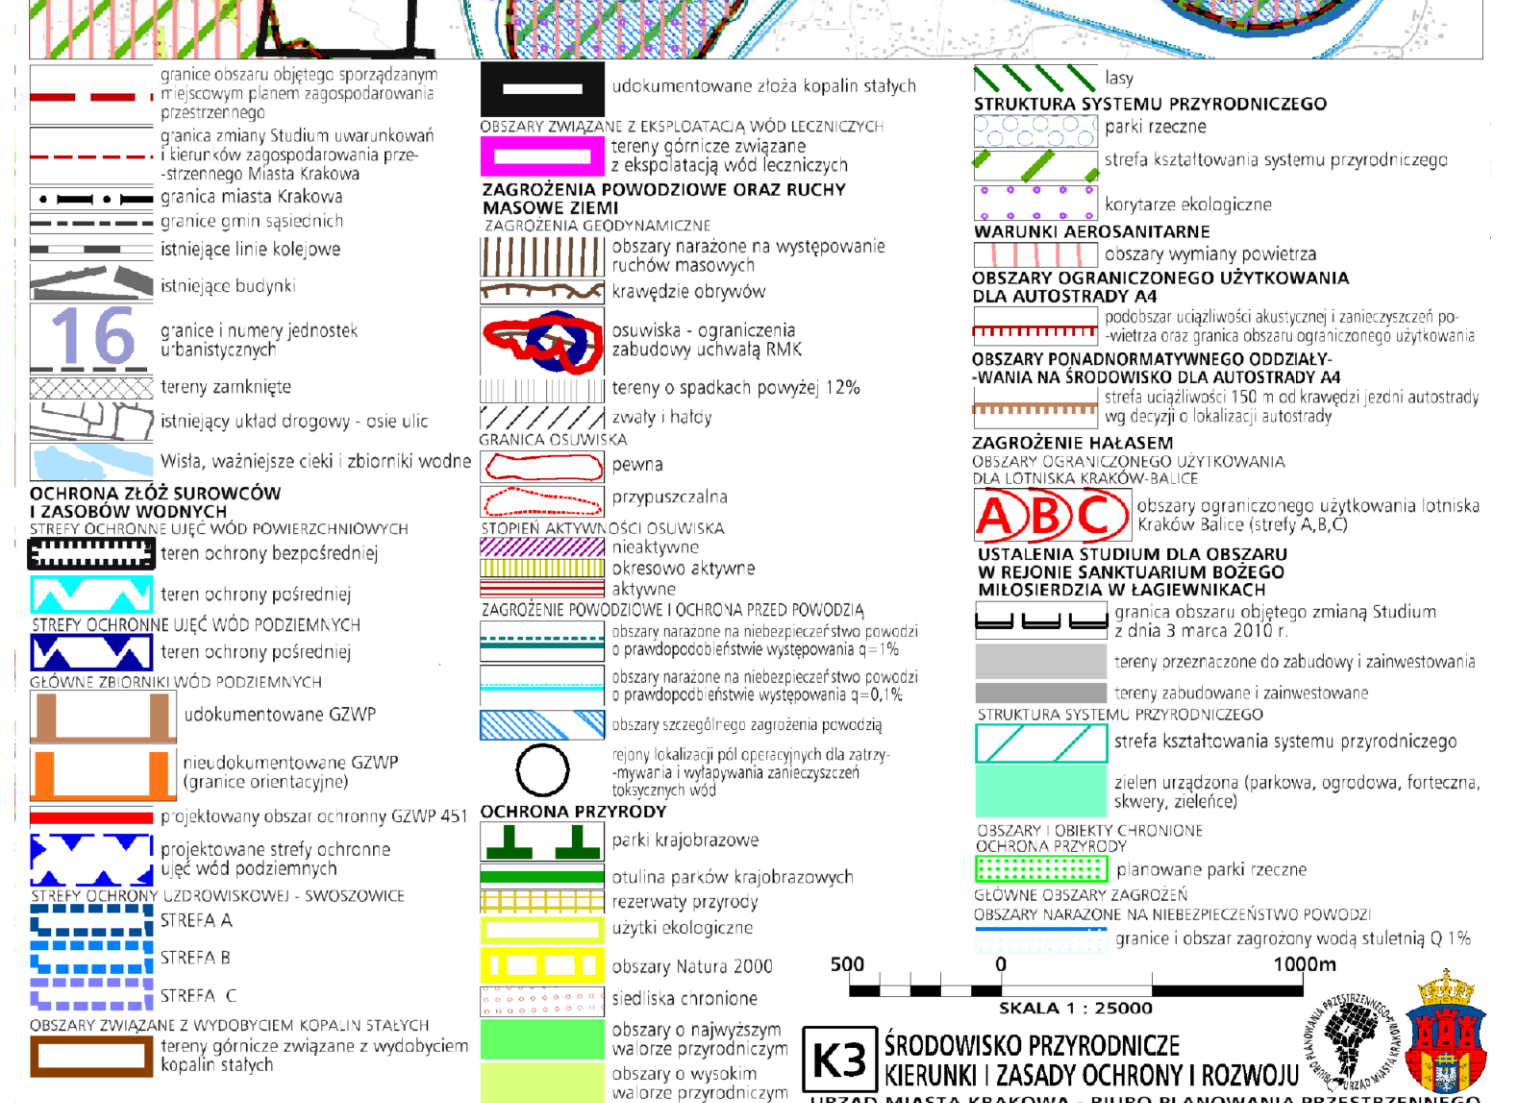 granice obszaru objętego sporządzanym
miejscowym planem zagospodarowania
przestrzennego
granica zmiany Studium uwarunkowań
i kierunków zagospodarowania prze-
-strzennego Miasta Krakowa
granica miasta Krakowa
granice gmin sąsiednich
istniejące linie kolejowe
istniejące budynki
16
granice i numery jednostek
urbanistycznych
tereny zamknięte
istniejący układ drogowy - osie ulic
Wisła, ważniejsze cieki i zbiorniki wodne
OCHRONA ZŁÓŻ SUROWCÓW
I ZASOBÓW WODNYCH
STREFY OCHRONNE UJĘĆ WÓD POWIERZCHNIOWYCH
teren ochrony bezpośredniej
teren ochrony pośredniej
STREFY OCHRONNE UJĘĆ WÓD PODZIEMNYCH
teren ochrony pośredniej
GŁÓWNE ZBIORNIKI WÓD PODZIEMNYCH
udokumentowane GZWP
nieudokumentowane GZWP
(granice orientacyjne)
projektowany obszar ochronny GZWP 451
projektowane strefy ochronne
ujęć wód podziemnych
STREFY OCHRONY UZDROWISKOWEJ - SWOSZOWICE
STREFA A
STREFA B
STREFA C
OBSZARY ZWIĄZANE Z WYDOBYCIEM KOPALIN STAŁYCH
tereny górnicze związane z wydobyciem
kopalin stałych
udokumentowane złoża kopalin stałych
OBSZARY ZWIĄZANE Z EKSPLOATACJĄ WÓD LECZNICZYCH
tereny górnicze związane
z ekspolatacją wód leczniczych
ZAGROŻENIA POWODZIOWE ORAZ RUCHY
MASOWE ZIEMI
ZAGROŻENIA GEODYNAMICZNE
obszary narażone na występowanie
ruchów masowych
krawędzie obrywów
osuwiska - ograniczenia
zabudowy uchwałą RMK
tereny o spadkach powyżej 12%
zwały i hałdy
GRANICA OSUWISKA
pewna
przypuszczalna
STOPIEŃ AKTYWNOŚCI OSUWISKA
nieaktywne
okresowo aktywne
aktywne
ZAGROŻENIE POWODZIOWE I OCHRONA PRZED POWODZIĄ
obszary narażone na niebezpieczeństwo powodzi
o prawdopodobieństwie występowania q=1%
obszary narażone na niebezpieczeństwo powodzi
o prawdopodbieństwie występowania q=0,1%
obszary szczególnego zagrożenia powodzią
rejony lokalizacji pól operacyjnych dla zatrzy-
-mywania i wyłapywania zanieczyszczeń
toksycznych wód
OCHRONA PRZYRODY
parki krajobrazowe
otulina parków krajobrazowych
rezerwaty przyrody
użytki ekologiczne
obszary Natura 2000
siedliska chronione
obszary o najwyższym
walorze przyrodniczym
obszary o wysokim
walorze przyrodniczym
lasy
STRUKTURA SYSTEMU PRZYRODNICZEGO
parki rzeczne
strefa kształtowania systemu przyrodniczego
korytarze ekologiczne
WARUNKI AEROSANITARNE
obszary wymiany powietrza
OBSZARY OGRANICZONEGO UŻYTKOWANIA
DLA AUTOSTRADY A4
podobszar uciążliwości akustycznej i zanieczyszczeń po-
-wietrza oraz granica obszaru ograniczonego użytkowania
OBSZARY PONADNORMATYWNEGO ODDZIAŁY-
-WANIA NA ŚRODOWISKO DLA AUTOSTRADY A4
strefa uciążliwości 150 m od krawędzi jezdni autostrady
wg decyzji o lokalizacji autostrady
ZAGROŻENIE HAŁASEM
OBSZARY OGRANICZONEGO UŻYTKOWANIA
DLA LOTNISKA KRAKÓW-BALICE
ABC
obszary ograniczonego użytkowania lotniska
Kraków Balice (strefy A,B,C)
USTALENIA STUDIUM DLA OBSZARU
W REJONIE SANKTUARIUM BOŻEGO
MIŁOSIERDZIA W ŁAGIEWNIKACH
granica obszaru objętego zmianą Studium
z dnia 3 marca 2010 r.
tereny przeznaczone do zabudowy i zainwestowania
tereny zabudowane i zainwestowane
STRUKTURA SYSTEMU PRZYRODNICZEGO
strefa kształtowania systemu przyrodniczego
zielen urządzona (parkowa, ogrodowa, forteczna,
skwery, zieleńce)
OBSZARY I OBIEKTY CHRONIONE
OCHRONA PRZYRODY
planowane parki rzeczne
GŁÓWNE OBSZARY ZAGROŻEŃ
OBSZARY NARAŻONE NA NIEBEZPIECZEŃSTWO POWODZI
granice i obszar zagrożony wodą stuletnią Q 1%
500 0 1000m
SKALA 1 : 25000
K3
ŚRODOWISKO PRZYRODNICZE
KIERUNKI I ZASADY OCHRONY I ROZWOJU
URZĄD MIASTA KRAKOWA - BIURO PLANOWANIA PRZESTRZENNEGO